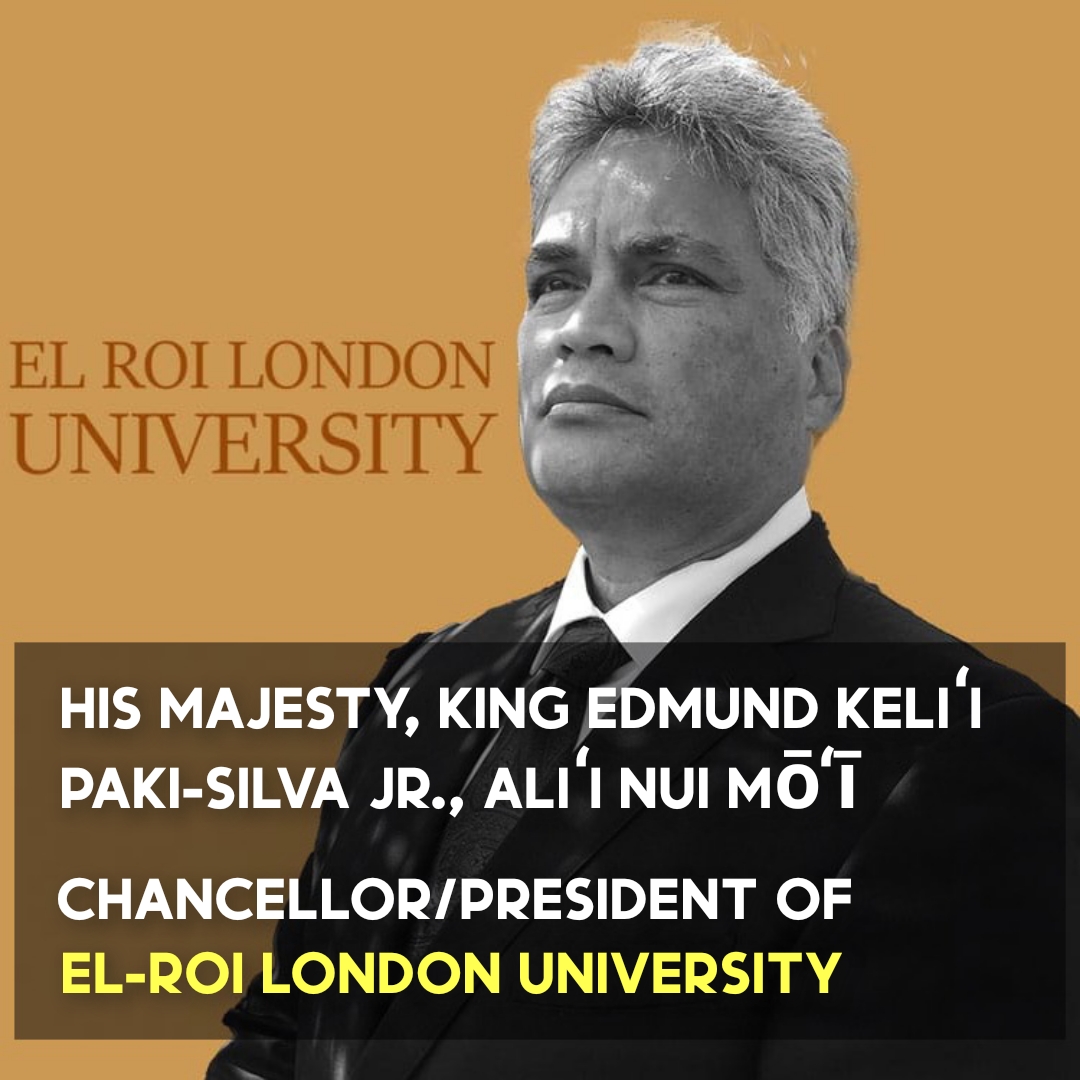 EL ROI LONDON
UNIVERSITY
HIS MAJESTY, KING EDMUND KELIʻI
PAKI-SILVA JR., ALIʻI NUI MŌʻĪ
CHANCELLOR/PRESIDENT OF
EL-ROI LONDON UNIVERSITY